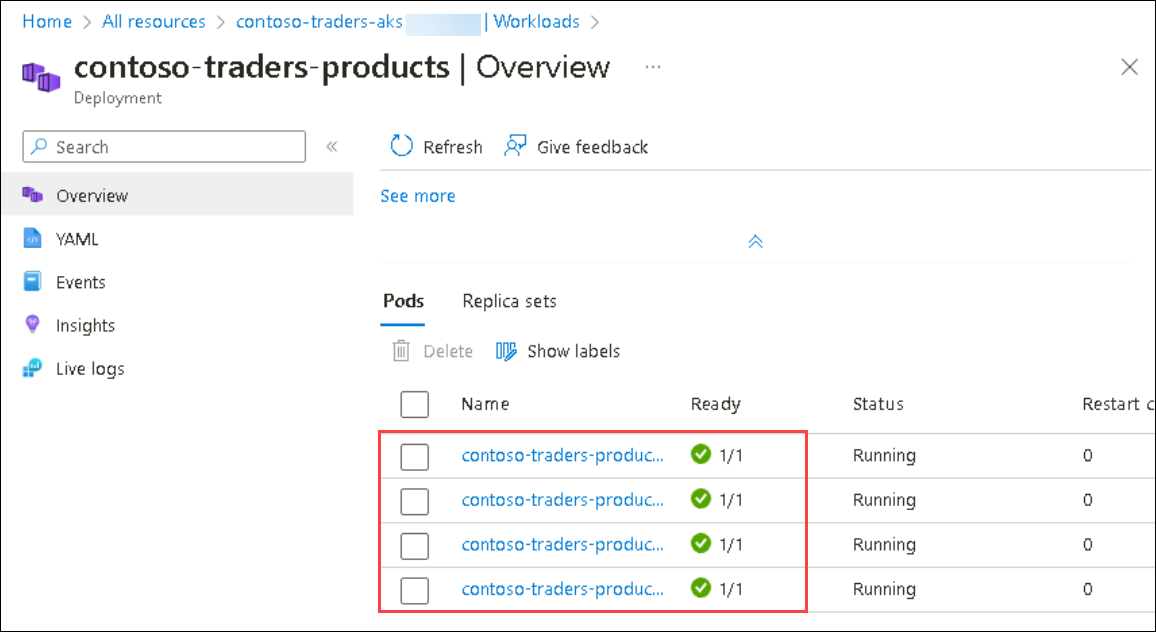 Home > All resources > contoso-traders-aks | Workloads >
contoso-traders-products | Overview ...
Deployment
Search «
Refresh Give feedback
Overview
See more
YAML
Events
Pods Replica sets
Insights
Delete Show labels
Live logs
Name Ready Status Restart c
contoso-traders-produc... 1/1 Running 0
contoso-traders-produc... 1/1 Running 0
contoso-traders-produc... 1/1 Running 0
contoso-traders-produc... 1/1 Running 0